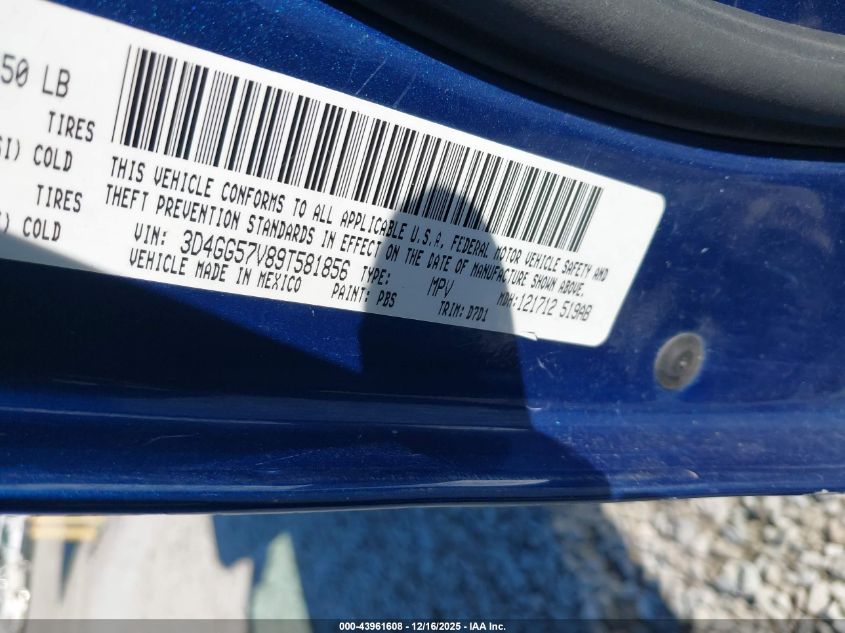 50 LB
TIRES
SI) COLD
TIRES
) COLD
THIS VEHICLE CONFORMS TO ALL APPLICABLE U.S.A. FEDERAL MOTOR VEHICLE SAFETY AND
THEFT PREVENTION STANDARDS IN EFFECT ON THE DATE OF MANUFACTURE SHOWN ABOVE.
VIN: 3D4GG57V89T581856 TYPE: MPV MDH:121712 519AB
VEHICLE MADE IN MEXICO PAINT: PBS TRIM: D7D1
000-43961608 - 12/16/2025 - IAA Inc.